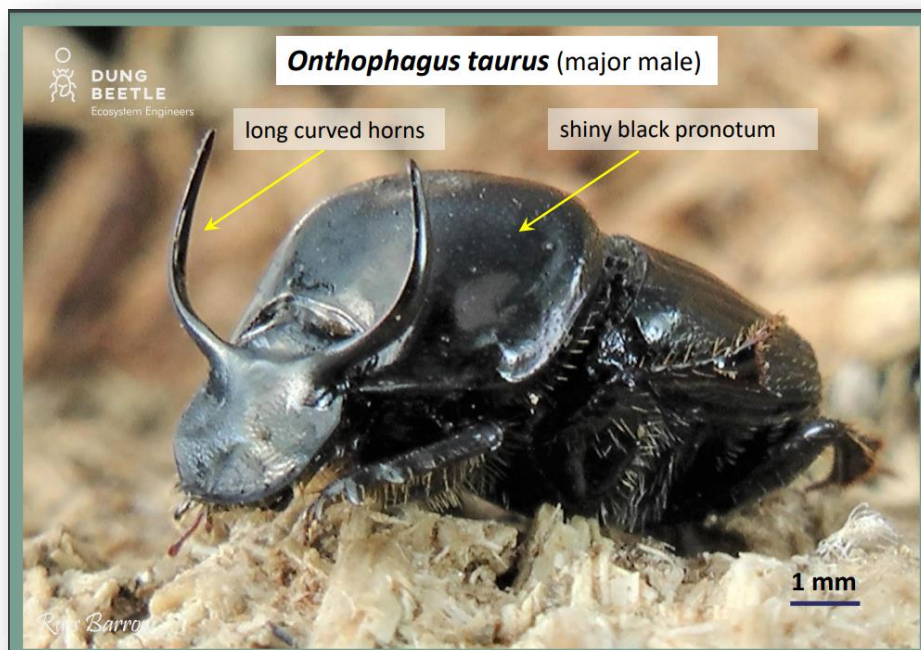 Onthophagus taurus (major male)
DUNG
BEETLE
Ecosystem Engineers
long curved horns
shiny black pronotum
1 mm